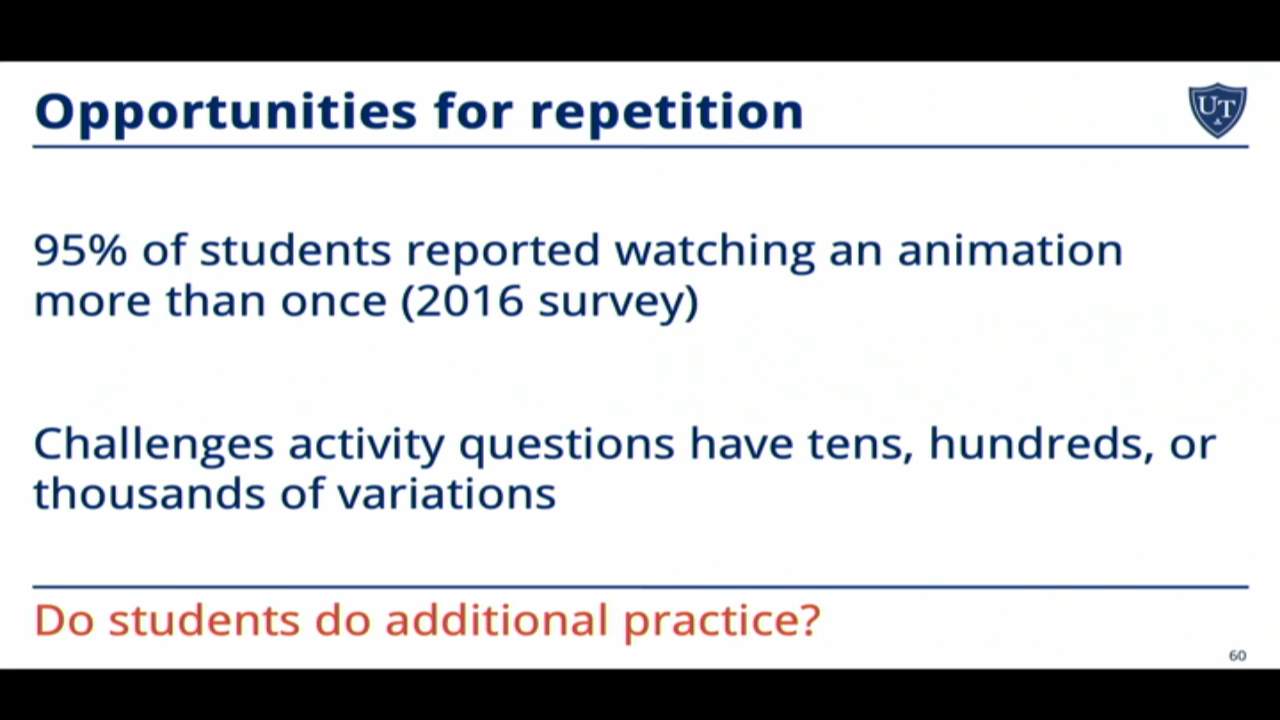 Opportunities for repetition
UT
95% of students reported watching an animation
more than once (2016 survey)
Challenges activity questions have tens, hundreds, or
thousands of variations
Do students do additional practice?
60